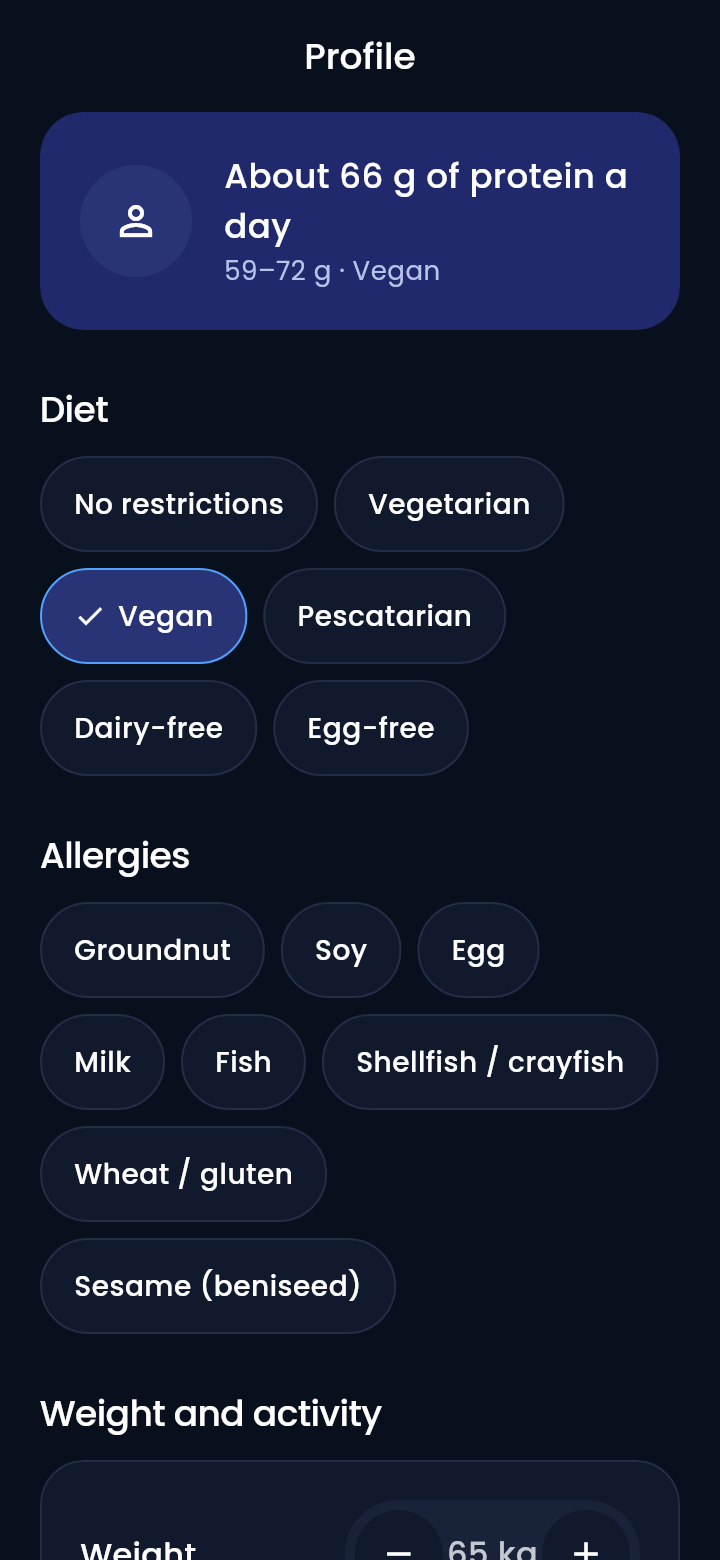 Profile
About 66 g of protein a
day
59–72 g · Vegan
Diet
No restrictions
Vegetarian
Vegan
Pescatarian
Dairy-free
Egg-free
Allergies
Groundnut
Soy
Egg
Milk
Fish
Shellfish / crayfish
Wheat / gluten
Sesame (beniseed)
Weight and activity
Weight
− 65 kg +